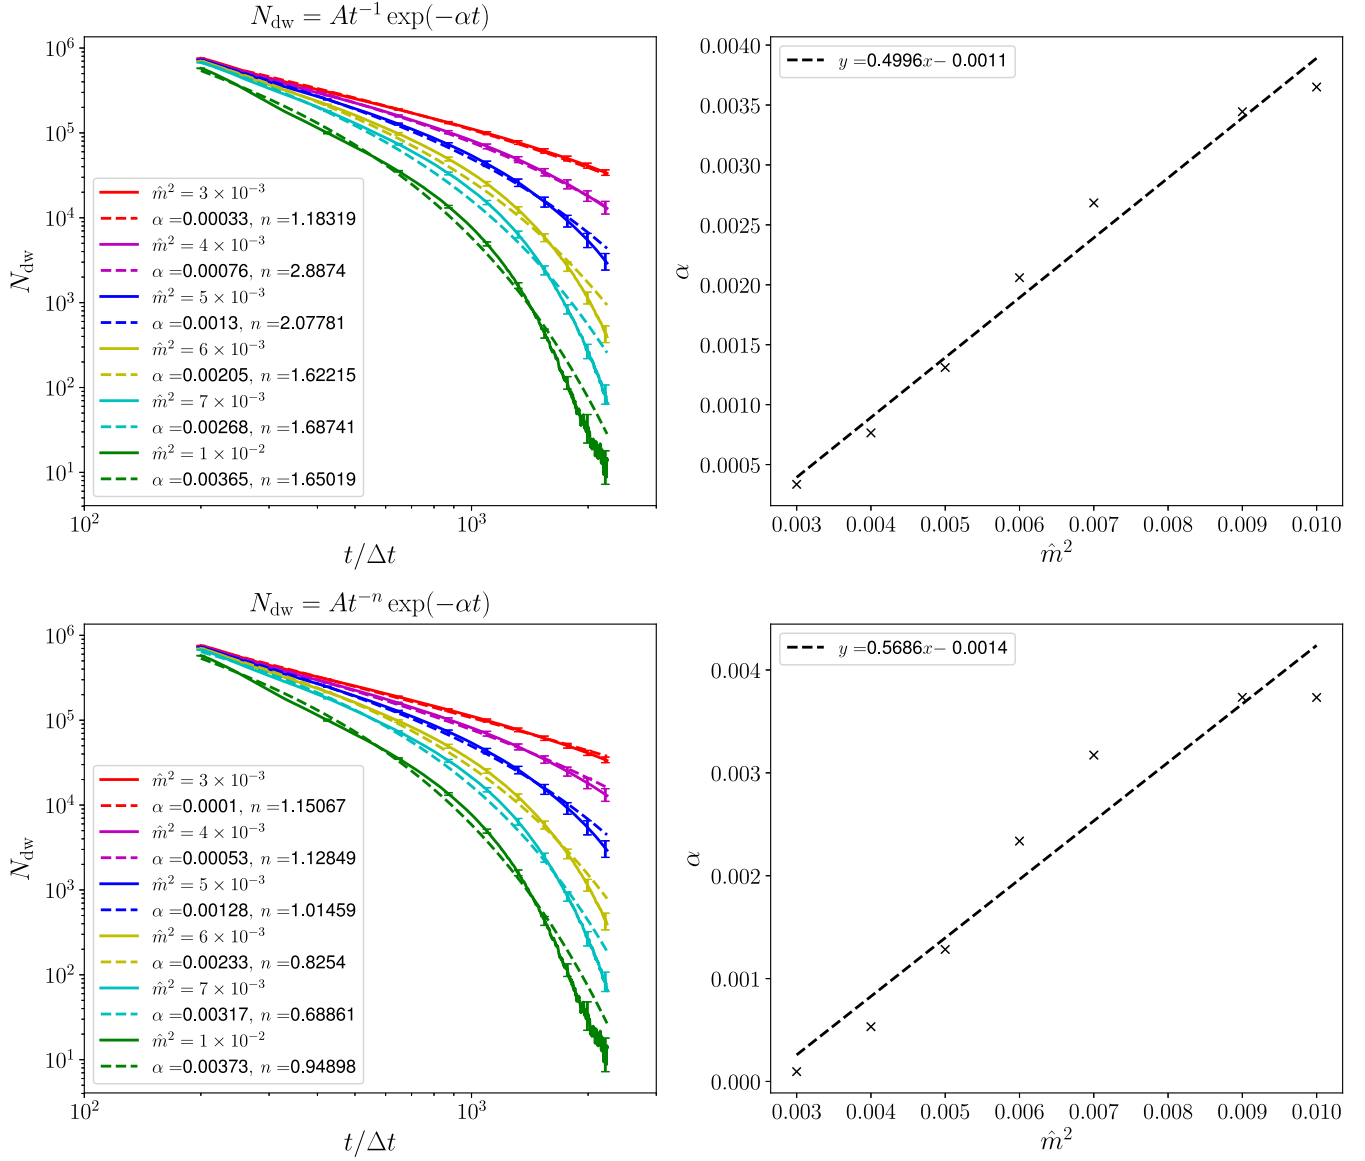 N_dw = At^{-1} exp(−αt)
10^6
10^5
10^4
10^3
10^2
10^1
N_dw
m̂² = 3 × 10^{-3}
α =0.00033, n =1.18319
m̂² = 4 × 10^{-3}
α =0.00076, n =2.8874
m̂² = 5 × 10^{-3}
α =0.0013, n =2.07781
m̂² = 6 × 10^{-3}
α =0.00205, n =1.62215
m̂² = 7 × 10^{-3}
α =0.00268, n =1.68741
m̂² = 1 × 10^{-2}
α =0.00365, n =1.65019
10^2 10^3
t/Δt
y =0.4996x− 0.0011
0.0040
0.0035
0.0030
0.0025
0.0020
0.0015
0.0010
0.0005
α
0.003 0.004 0.005 0.006 0.007 0.008 0.009 0.010
m̂²
N_dw = At^{-n} exp(−αt)
10^6
10^5
10^4
10^3
10^2
10^1
N_dw
m̂² = 3 × 10^{-3}
α =0.0001, n =1.15067
m̂² = 4 × 10^{-3}
α =0.00053, n =1.12849
m̂² = 5 × 10^{-3}
α =0.00128, n =1.01459
m̂² = 6 × 10^{-3}
α =0.00233, n =0.8254
m̂² = 7 × 10^{-3}
α =0.00317, n =0.68861
m̂² = 1 × 10^{-2}
α =0.00373, n =0.94898
10^2 10^3
t/Δt
y =0.5686x− 0.0014
0.004
0.003
0.002
0.001
0.000
α
0.003 0.004 0.005 0.006 0.007 0.008 0.009 0.010
m̂²